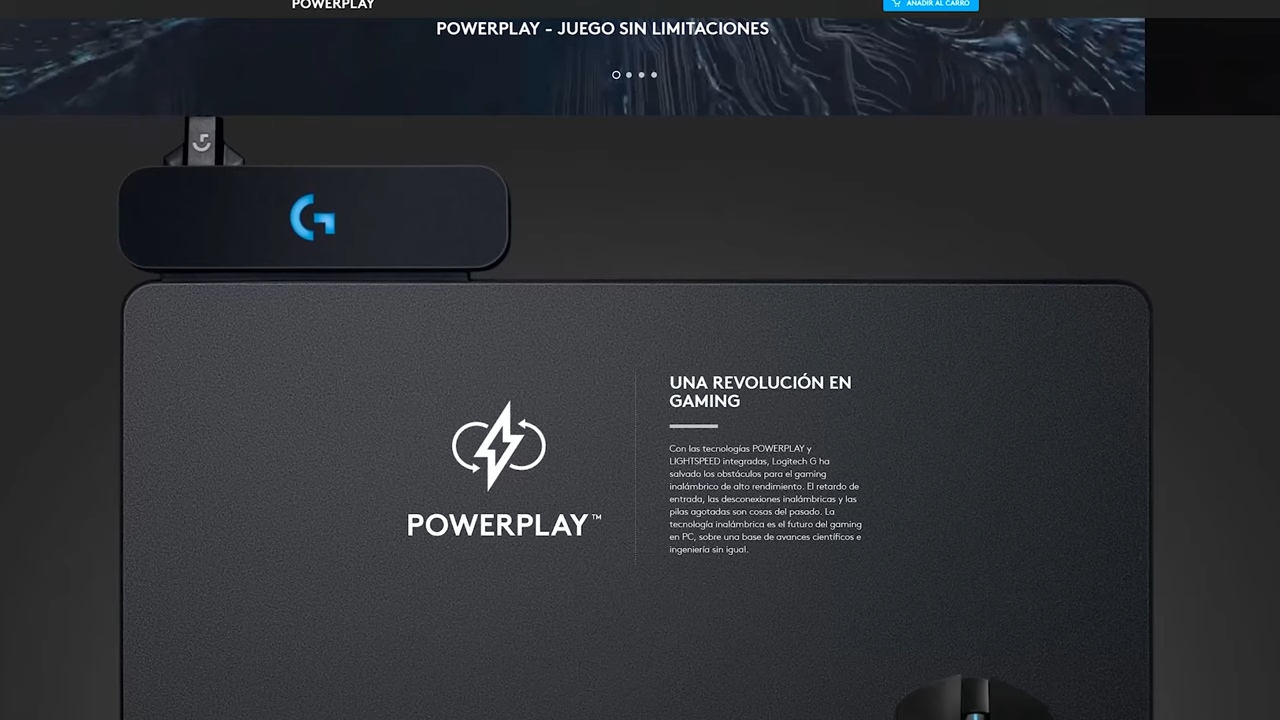 POWERPLAY
AÑADIR AL CARRO
POWERPLAY - JUEGO SIN LIMITACIONES
POWERPLAY™
UNA REVOLUCIÓN EN
GAMING
Con las tecnologías POWERPLAY y
LIGHTSPEED integradas, Logitech G ha
salvado los obstáculos para el gaming
inalámbrico de alto rendimiento. El retardo de
entrada, las desconexiones inalámbricas y las
pilas agotadas son cosas del pasado. La
tecnología inalámbrica es el futuro del gaming
en PC, sobre una base de avances científicos e
ingeniería sin igual.